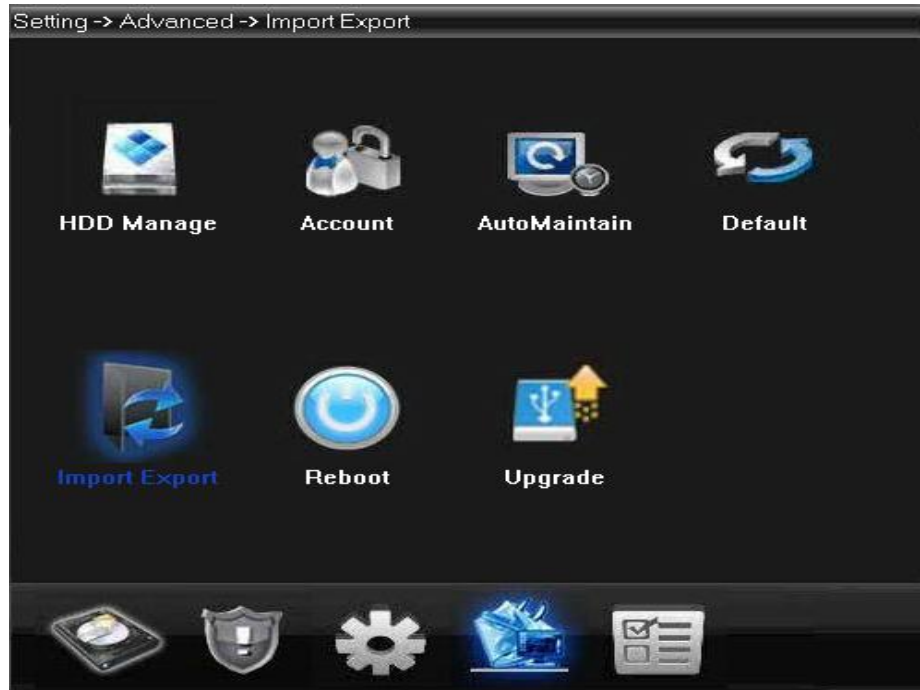 Setting -> Advanced -> Import Export
HDD Manage
Account
AutoMaintain
Default
Import Export
Reboot
Upgrade